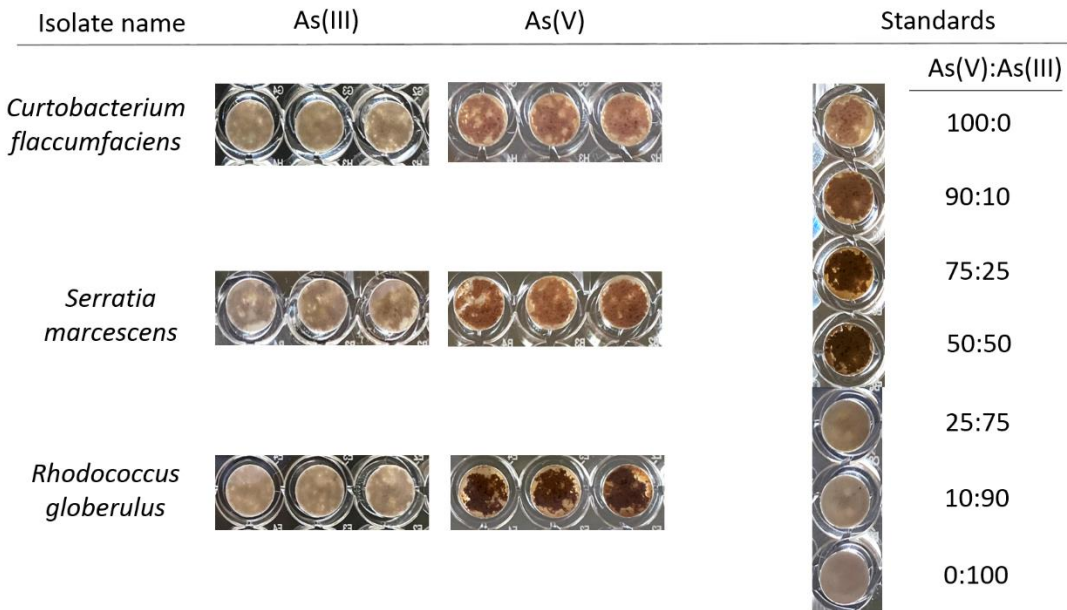 Isolate name As(III) As(V) Standards
As(V):As(III)
Curtobacterium
flaccumfaciens
100:0
90:10
Serratia
marcescens
75:25
50:50
Rhodococcus
globerulus
25:75
10:90
0:100